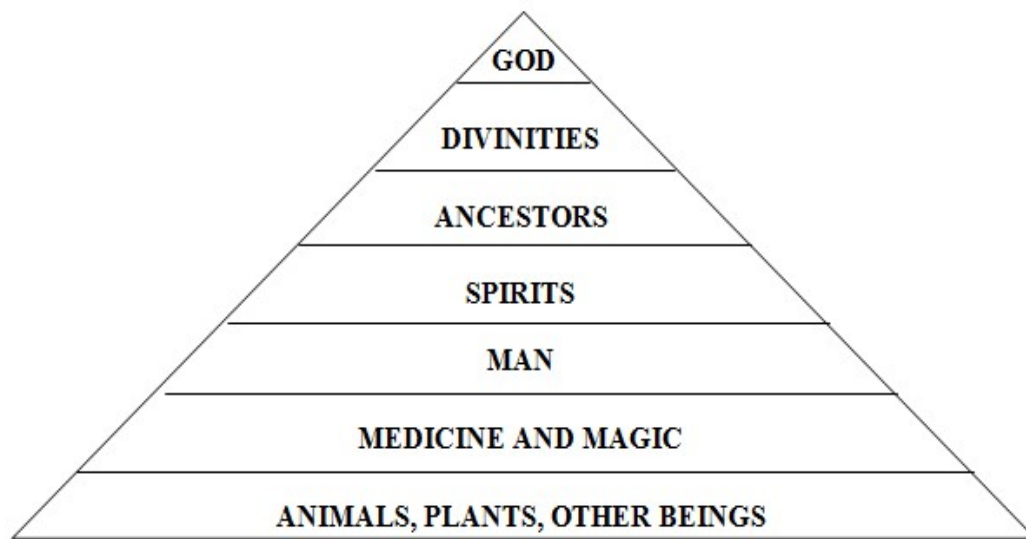 GOD
DIVINITIES
ANCESTORS
SPIRITS
MAN
MEDICINE AND MAGIC
ANIMALS, PLANTS, OTHER BEINGS